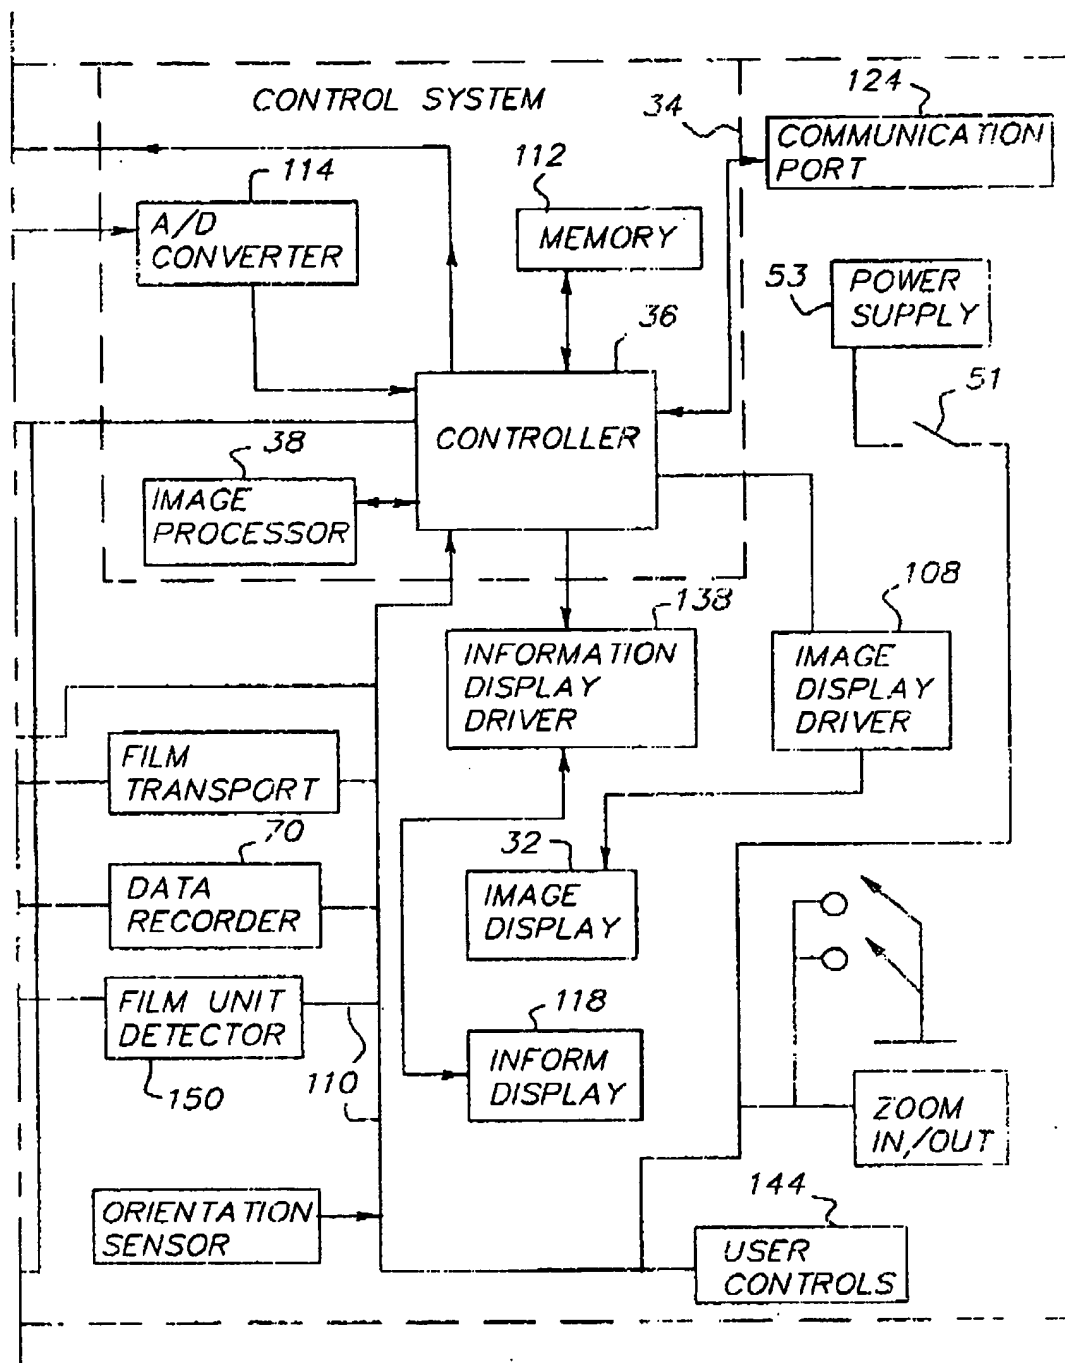 CONTROL SYSTEM
34
124
COMMUNICATION
PORT
114
A/D
CONVERTER
112
MEMORY
53
POWER
SUPPLY
36
51
CONTROLLER
38
IMAGE
PROCESSOR
138
INFORMATION
DISPLAY
DRIVER
108
IMAGE
DISPLAY
DRIVER
FILM
TRANSPORT
70
DATA
RECORDER
32
IMAGE
DISPLAY
FILM UNIT
DETECTOR
150
110
118
INFORM
DISPLAY
ZOOM
IN/OUT
ORIENTATION
SENSOR
144
USER
CONTROLS